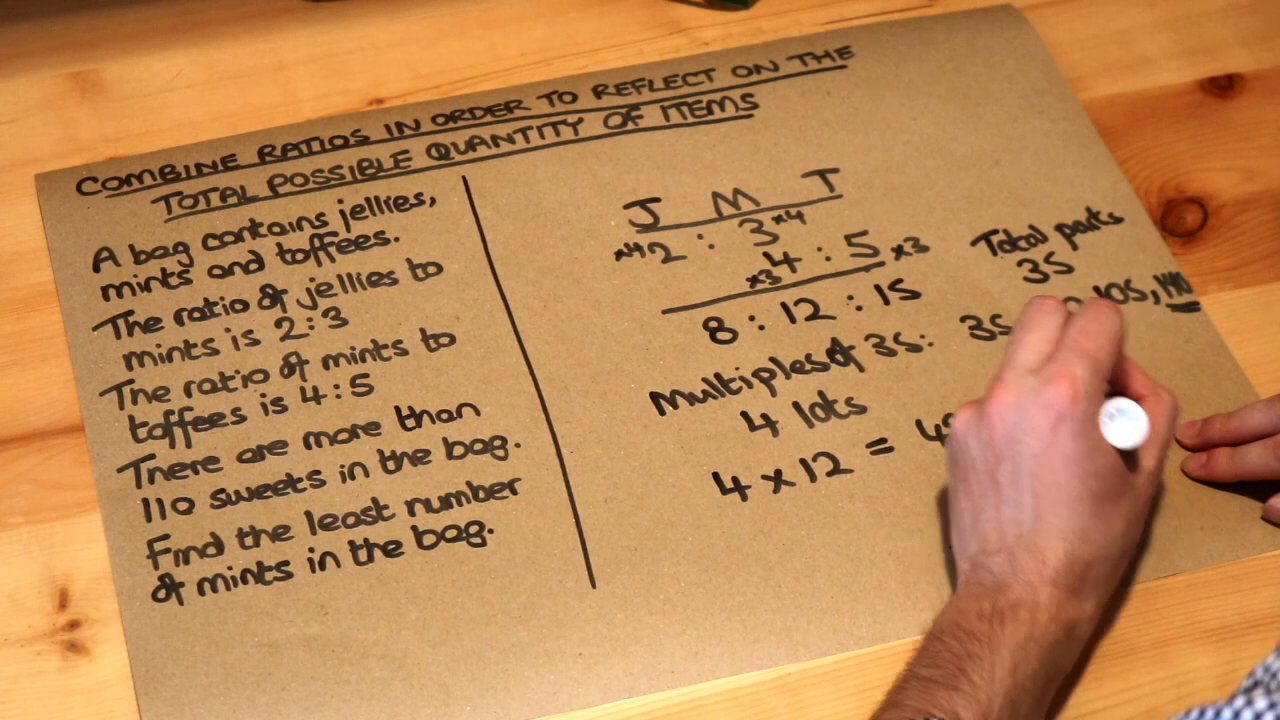 COMBINE RATIOS IN ORDER TO REFLECT ON THE
TOTAL POSSIBLE QUANTITY OF ITEMS
A bag contains jellies,
mints and toffees.
The ratio of jellies to
mints is 2:3
The ratio of mints to
toffees is 4:5
There are more than
110 sweets in the bag.
Find the least number
of mints in the bag.
J M T
×4 2 : 3 ×4
×3 4 : 5 ×3
8 : 12 : 15
Total parts
35
Multiples of 35: 35 105, 140
4 lots
4 × 12 = 48